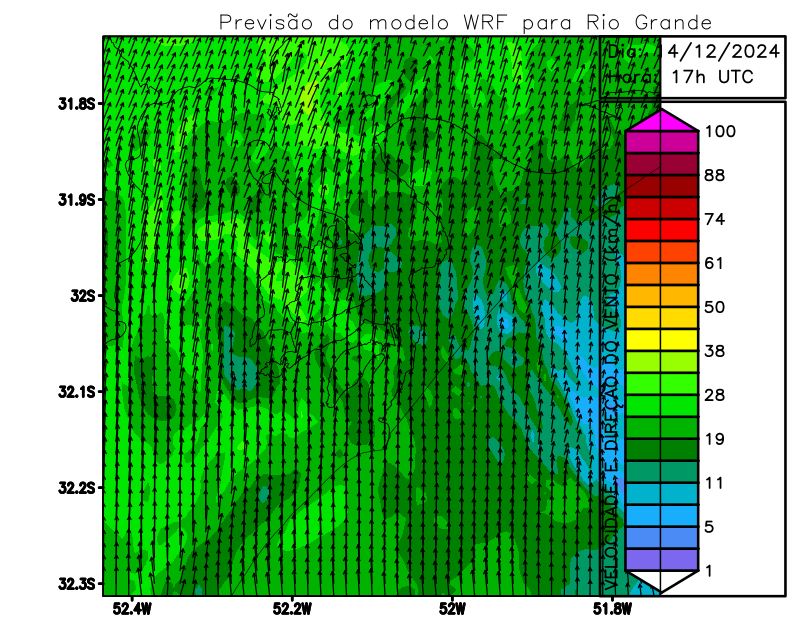 Previsão do modelo WRF para Rio Grande
Dia: 14/12/2024
Hora: 17h UTC
31.8S
31.9S
32S
32.1S
32.2S
32.3S
52.4W
52.2W
52W
51.8W
VELOCIDADE E DIREÇÃO DO VENTO (km/h)
100
88
74
61
50
38
28
19
11
5
1